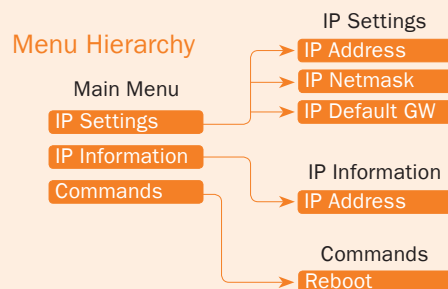 Menu Hierarchy
Main Menu
IP Settings
IP Information
Commands
IP Settings
IP Address
IP Netmask
IP Default GW
IP Information
IP Address
Commands
Reboot